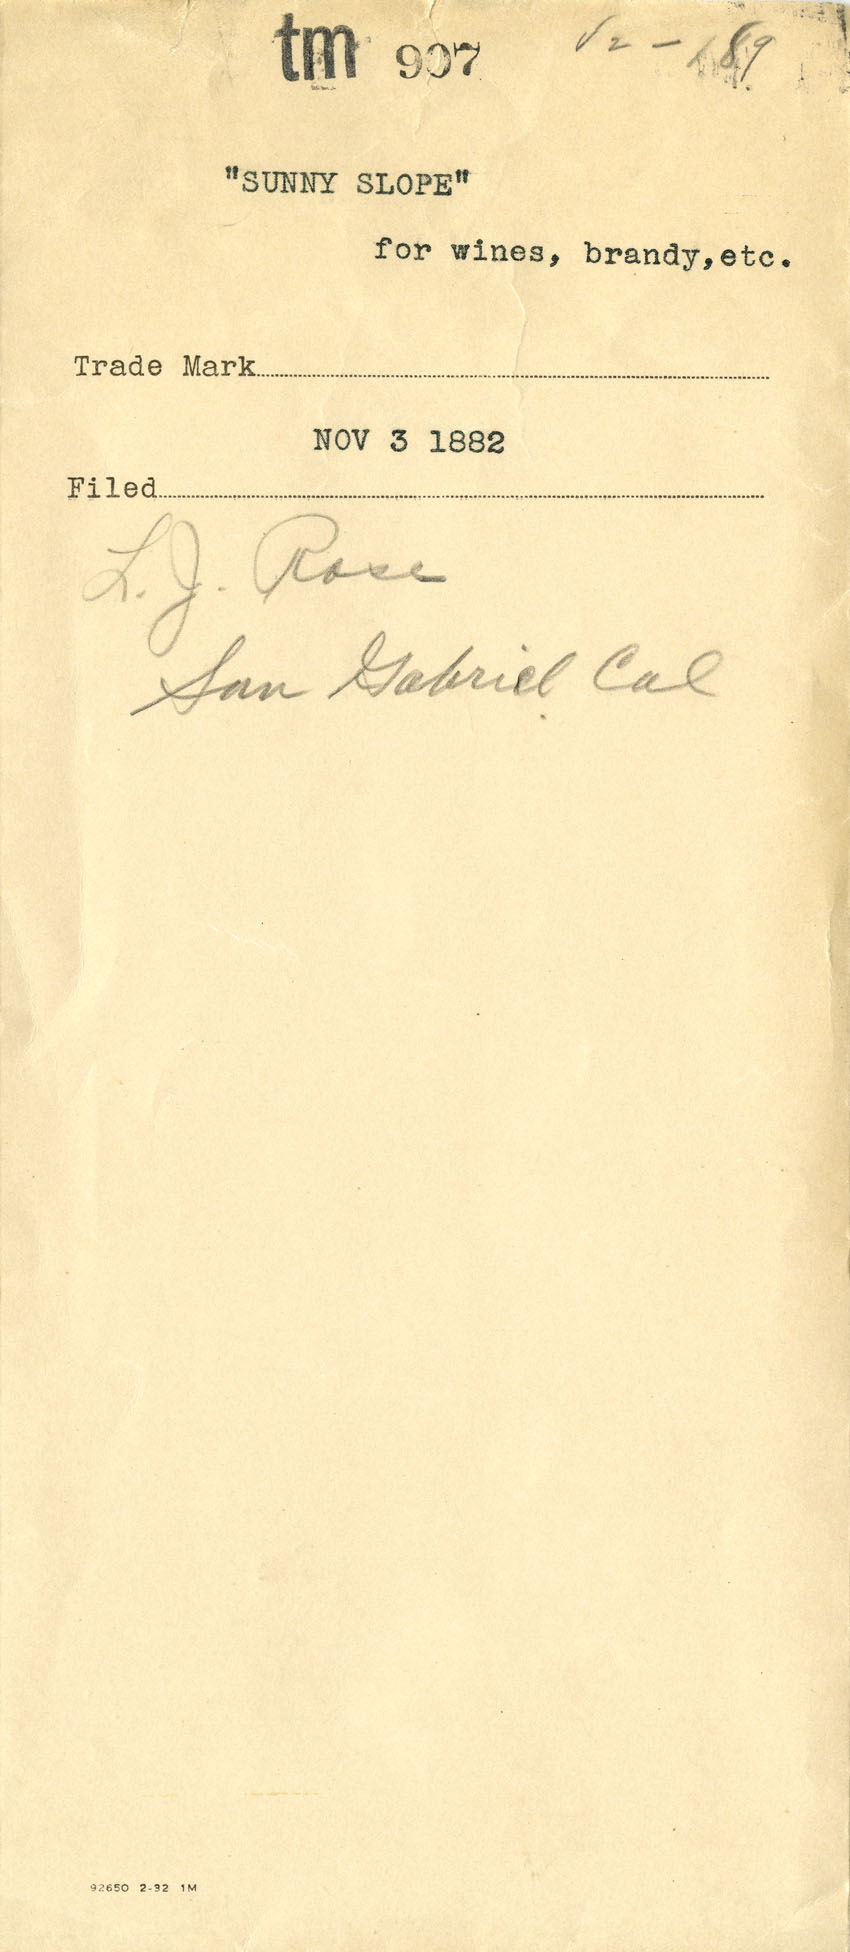 tm 907
"SUNNY SLOPE"
for wines, brandy,etc.
Trade Mark
NOV 3 1882
Filed
L. J. Rose
San Gabriel Cal
92650 2-32 1M